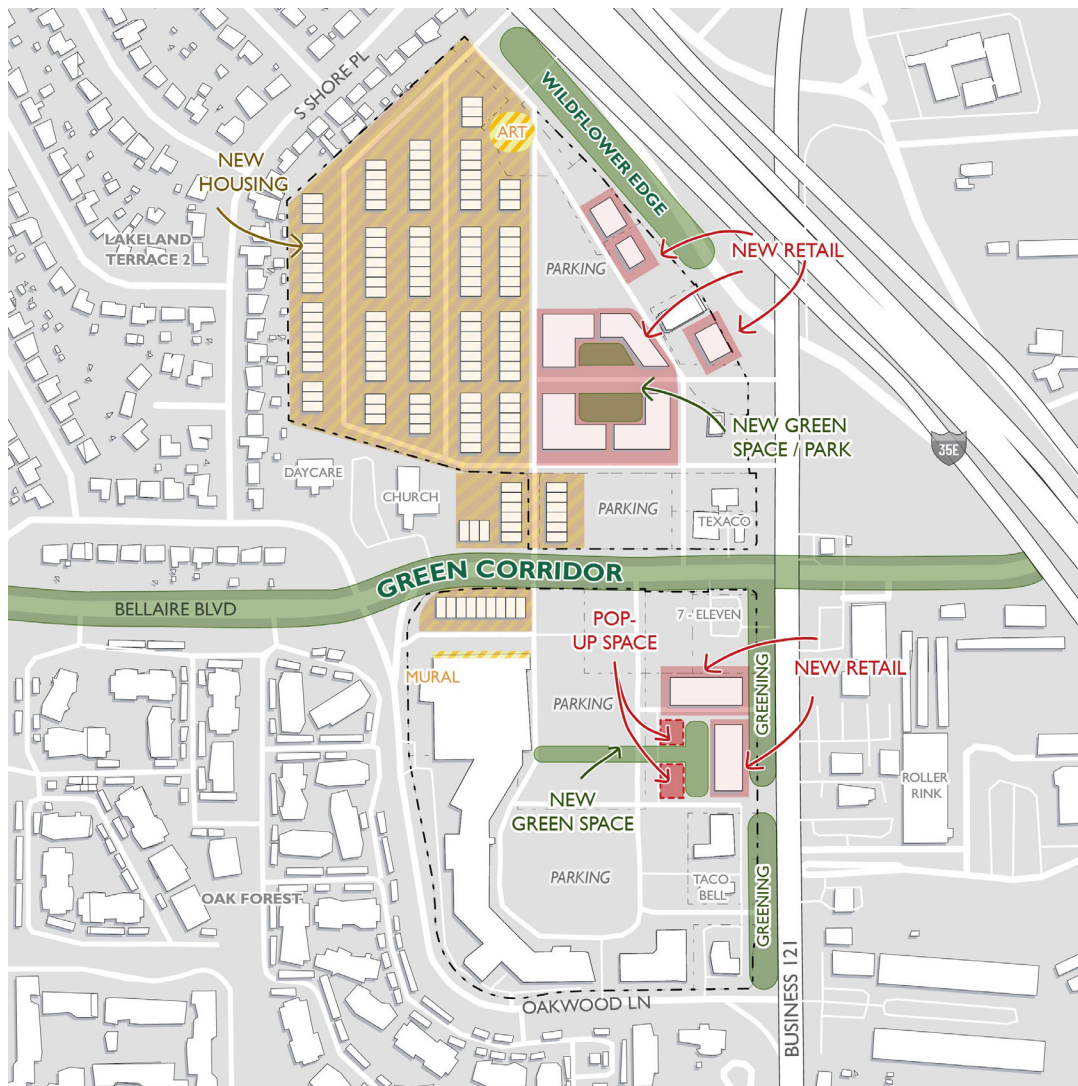 S SHORE PL
WILDFLOWER EDGE
ART
NEW
HOUSING
LAKELAND
TERRACE 2
NEW RETAIL
PARKING
NEW GREEN
SPACE / PARK
35E
DAYCARE
CHURCH
PARKING
TEXACO
GREEN CORRIDOR
BELLAIRE BLVD
7 - ELEVEN
POP-
UP SPACE
NEW RETAIL
MURAL
PARKING
GREENING
ROLLER
RINK
NEW
GREEN SPACE
PARKING
TACO
BELL
OAK FOREST
GREENING
BUSINESS 121
OAKWOOD LN